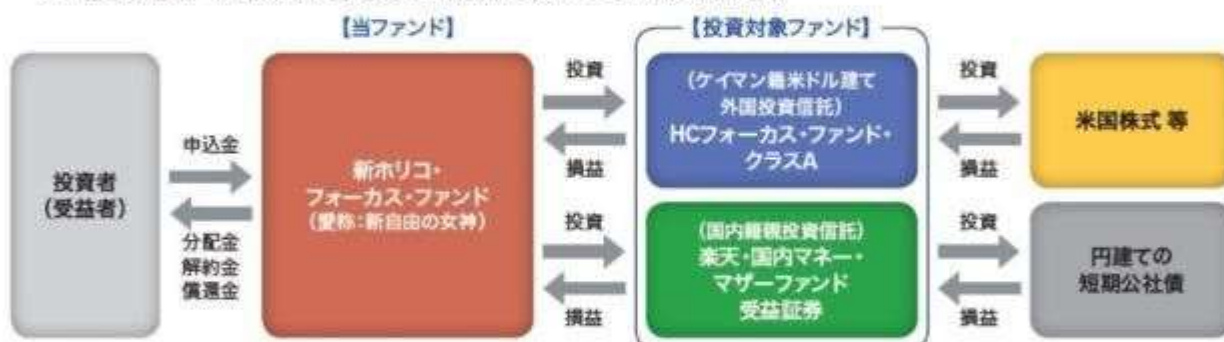 【当ファンド】
【投資対象ファンド】
投資者
(受益者)
申込金
分配金
解約金
償還金
新ホリコ・
フォーカス・ファンド
(愛称:新自由の女神)
投資
損益
投資
損益
(ケイマン籍米ドル建て
外国投資信託)
HCフォーカス・ファンド・
クラスA
(国内籍親投資信託)
楽天・国内マネー・
マザーファンド
受益証券
投資
損益
投資
損益
米国株式 等
円建ての
短期公社債